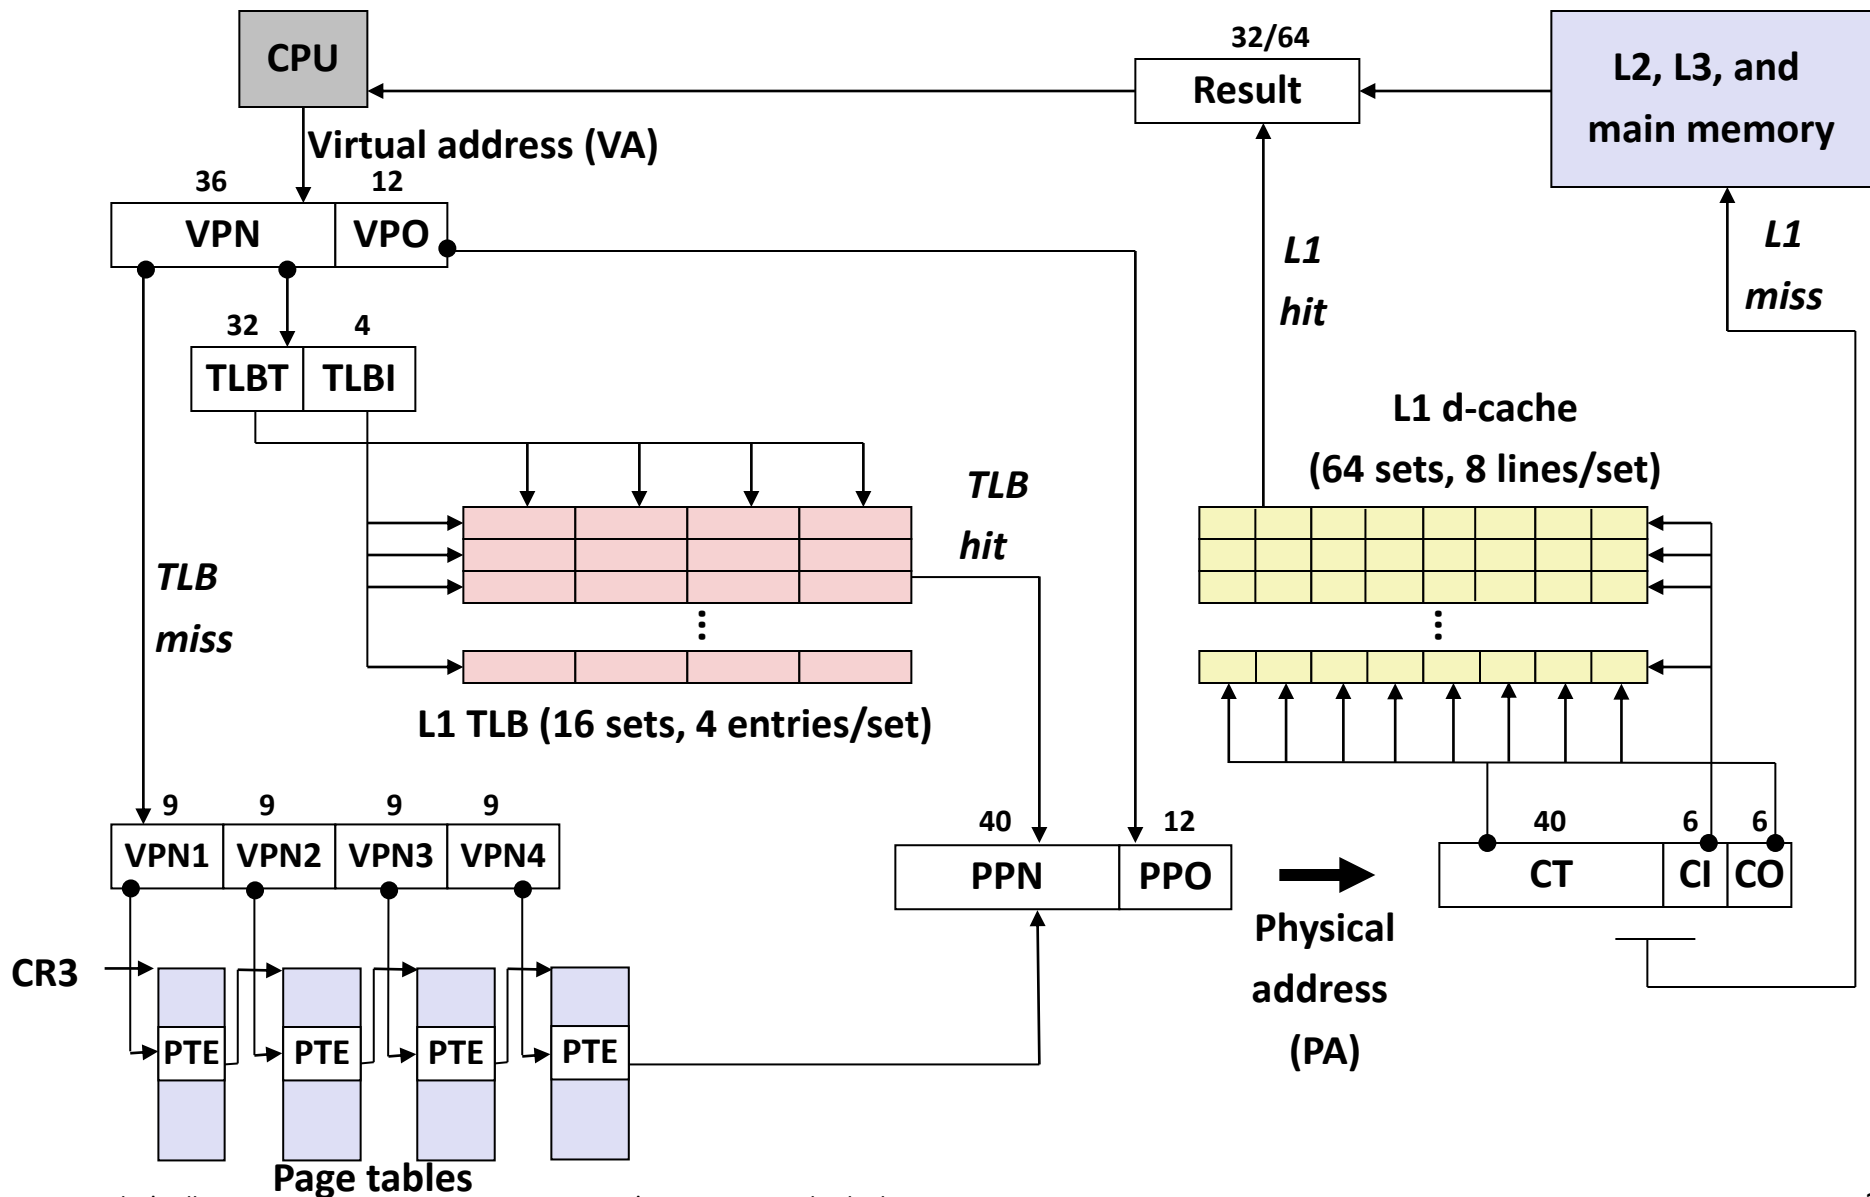 CPU
32/64
Result
L2, L3, and
main memory
Virtual address (VA)
36
12
VPN
VPO
L1
hit
L1
miss
32
4
TLBT
TLBI
L1 d-cache
(64 sets, 8 lines/set)
TLB
hit
TLB
miss
...
...
L1 TLB (16 sets, 4 entries/set)
9
9
9
9
VPN1
VPN2
VPN3
VPN4
40
12
PPN
PPO
40
6
6
CT
CI
CO
Physical
address
(PA)
CR3
PTE
PTE
PTE
PTE
Page tables